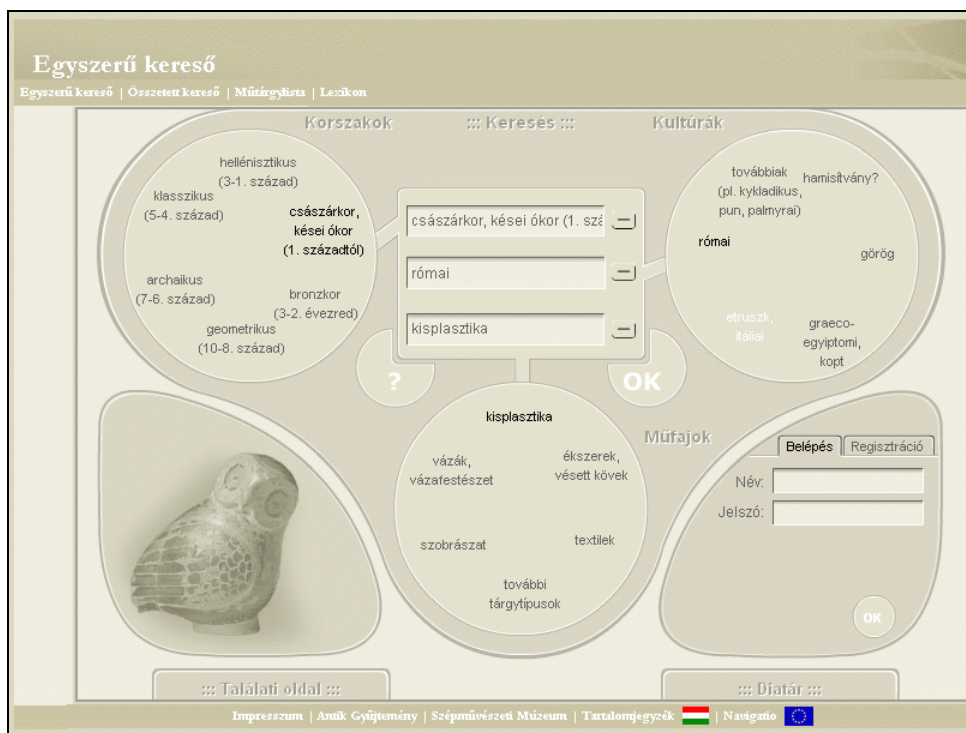 Egyszerű kereső
Egyszerű kereső | Összetett kereső | Műtárgylista | Lexikon
Korszakok
::: Keresés :::
Kultúrák
hellénisztikus
(3-1. század)
klasszikus
(5-4. század)
császárkor,
kései ókor
(1. századtól)
archaikus
(7-6. század)
bronzkor
(3-2. évezred)
geometrikus
(10-8. század)
császárkor, kései ókor (1. szá
római
kisplasztika
?
OK
továbbiak
(pl. kykladikus,
pun, palmyrai)
hamisítvány?
római
görög
etruszk,
itáliai
graeco-
egyiptomi,
kopt
Műfajok
kisplasztika
vázák,
vázafestészet
ékszerek,
vésett kövek
szobrászat
textilek
további
tárgytípusok
Belépés
Regisztráció
Név:
Jelszó:
OK
::: Találati oldal :::
::: Diatár :::
Impresszum | Antik Gyűjtemény | Szépművészeti Múzeum | Tartalomjegyzék | Navigatio